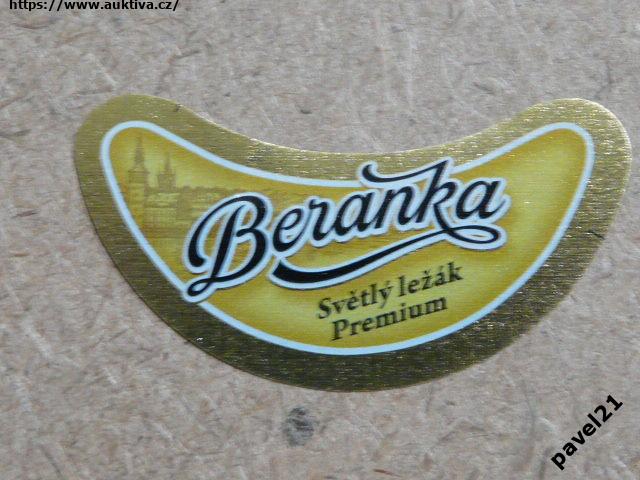 https://www.auktiva.cz/
Beranka
Světlý ležák
Premium
pavel21